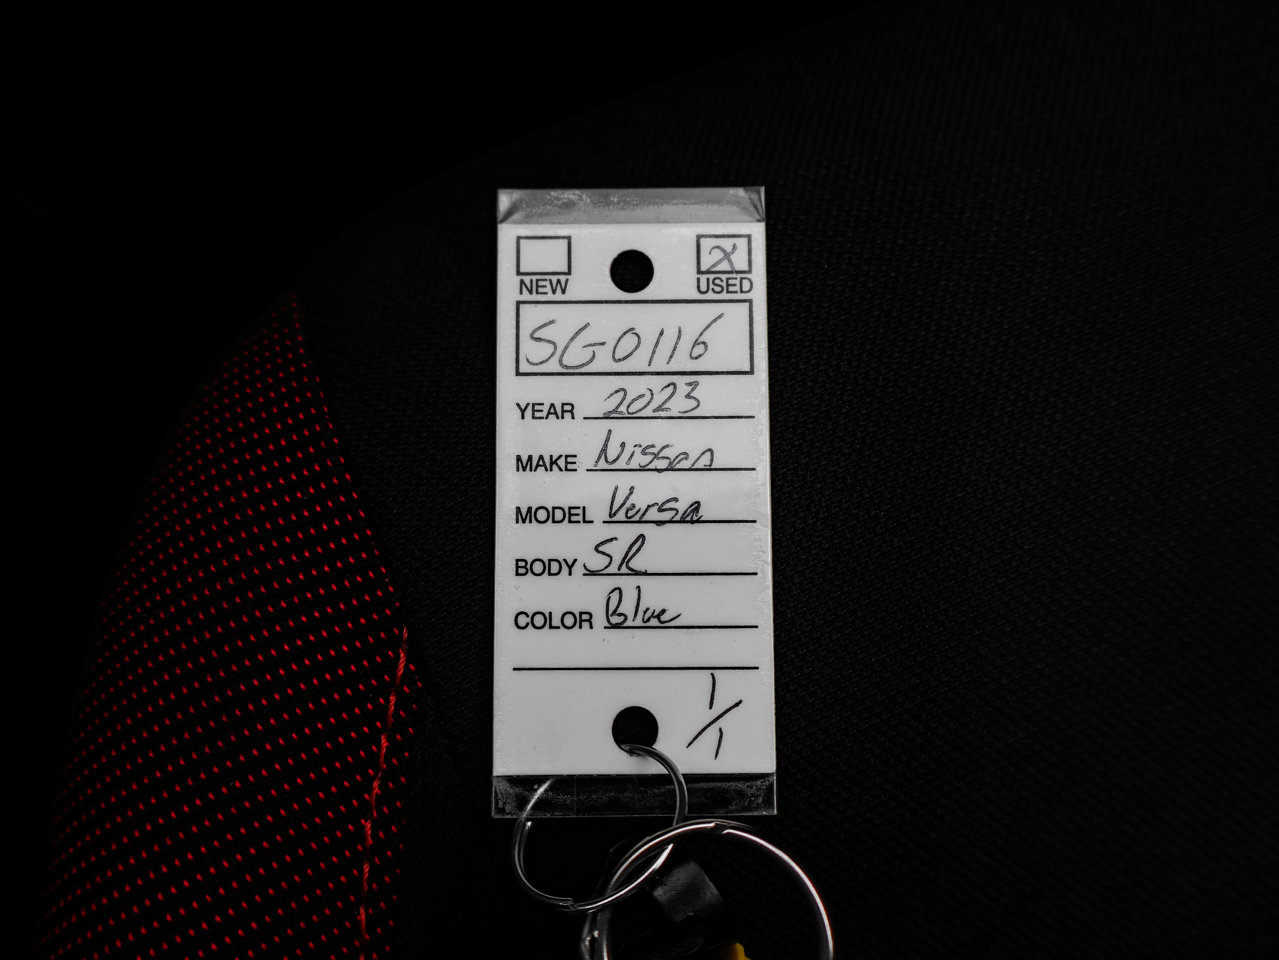 NEW USED
SG0116
YEAR 2023
MAKE Nissan
MODEL Versa
BODY SR
COLOR Blue
1/1